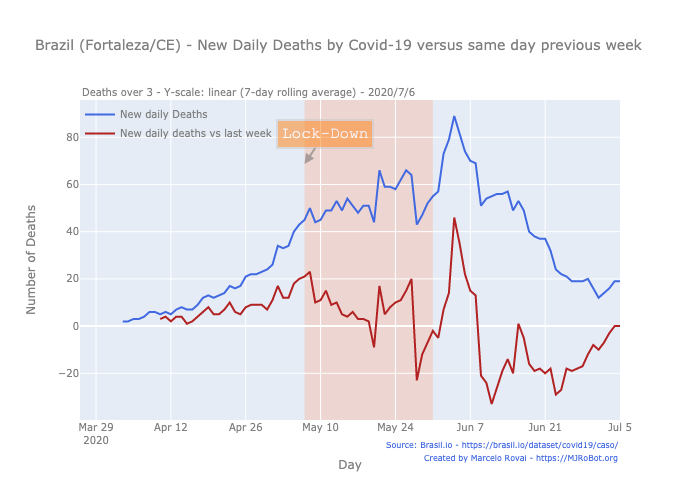 Brazil (Fortaleza/CE) - New Daily Deaths by Covid-19 versus same day previous week
Deaths over 3 - Y-scale: linear (7-day rolling average) - 2020/7/6
New daily Deaths
New daily deaths vs last week
Lock-Down
Number of Deaths
80
60
40
20
0
−20
Mar 29
2020
Apr 12
Apr 26
May 10
May 24
Jun 7
Jun 21
Jul 5
Day
Source: Brasil.io - https://brasil.io/dataset/covid19/caso/
Created by Marcelo Rovai - https://MJRoBot.org